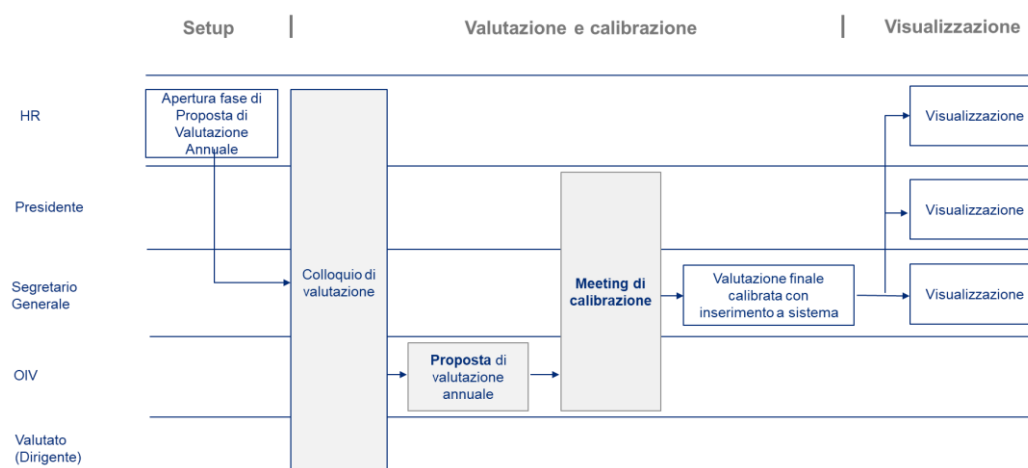 Setup | Valutazione e calibrazione | Visualizzazione
HR
Apertura fase di
Proposta di
Valutazione
Annuale
Visualizzazione
Presidente
Visualizzazione
Segretario
Generale
Colloquio di
valutazione
Meeting di
calibrazione
Valutazione finale
calibrata con
inserimento a sistema
Visualizzazione
OIV
Proposta di
valutazione
annuale
Valutato
(Dirigente)